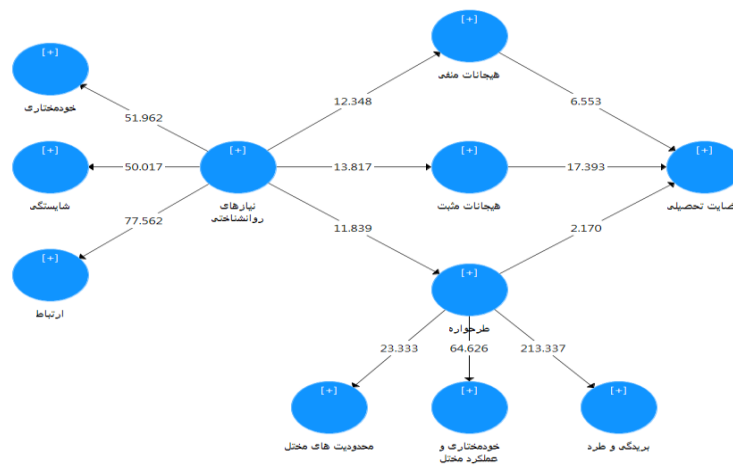 [+]
هیجانات منفی
[+]
خودمختاری
12.348
6.553
51.962
[+]
شایستگی
50.017
[+]
نیازهای
روانشناختی
13.817
[+]
هیجانات مثبت
17.393
[+]
ضایت تحصیلی
77.562
11.839
2.170
[+]
ارتباط
[+]
طرحواره
23.333
64.626
213.337
[+]
محدودیت های مختل
[+]
خودمختاری و
عملکرد مختل
[+]
بریدگی و طرد